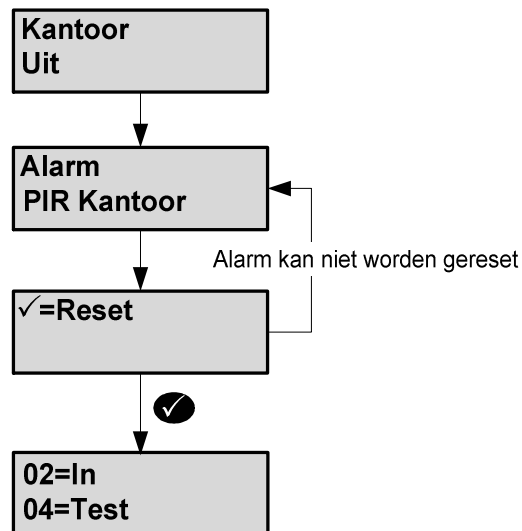 Kantoor
Uit
Alarm
PIR Kantoor
Alarm kan niet worden gereset
✓=Reset
✓
02=In
04=Test